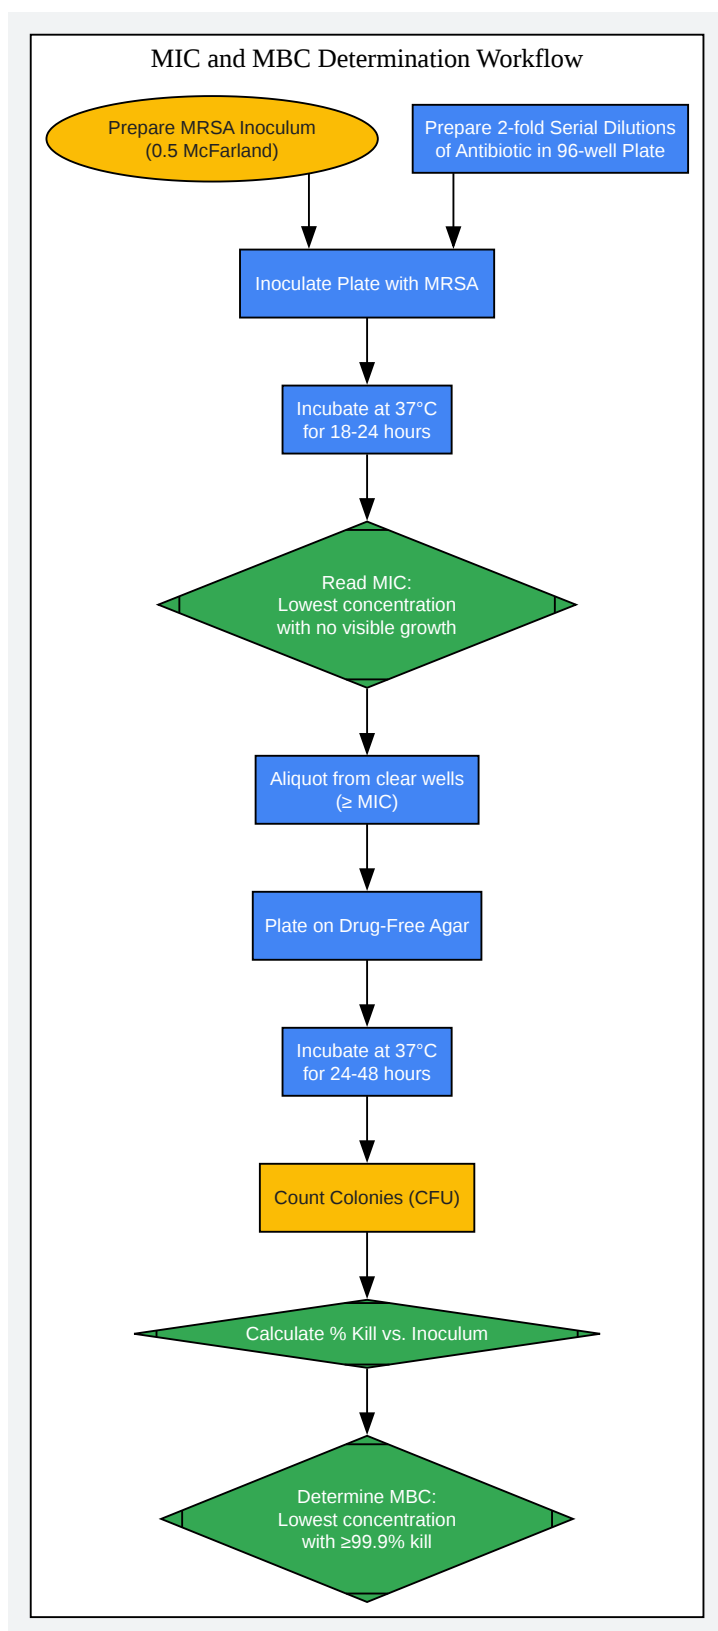 MIC and MBC Determination Workflow
Prepare MRSA Inoculum
(0.5 McFarland)
Prepare 2-fold Serial Dilutions
of Antibiotic in 96-well Plate
Inoculate Plate with MRSA
Incubate at 37°C
for 18-24 hours
Read MIC:
Lowest concentration
with no visible growth
Aliquot from clear wells
(≥ MIC)
Plate on Drug-Free Agar
Incubate at 37°C
for 24-48 hours
Count Colonies (CFU)
Calculate % Kill vs. Inoculum
Determine MBC:
Lowest concentration
with ≥99.9% kill